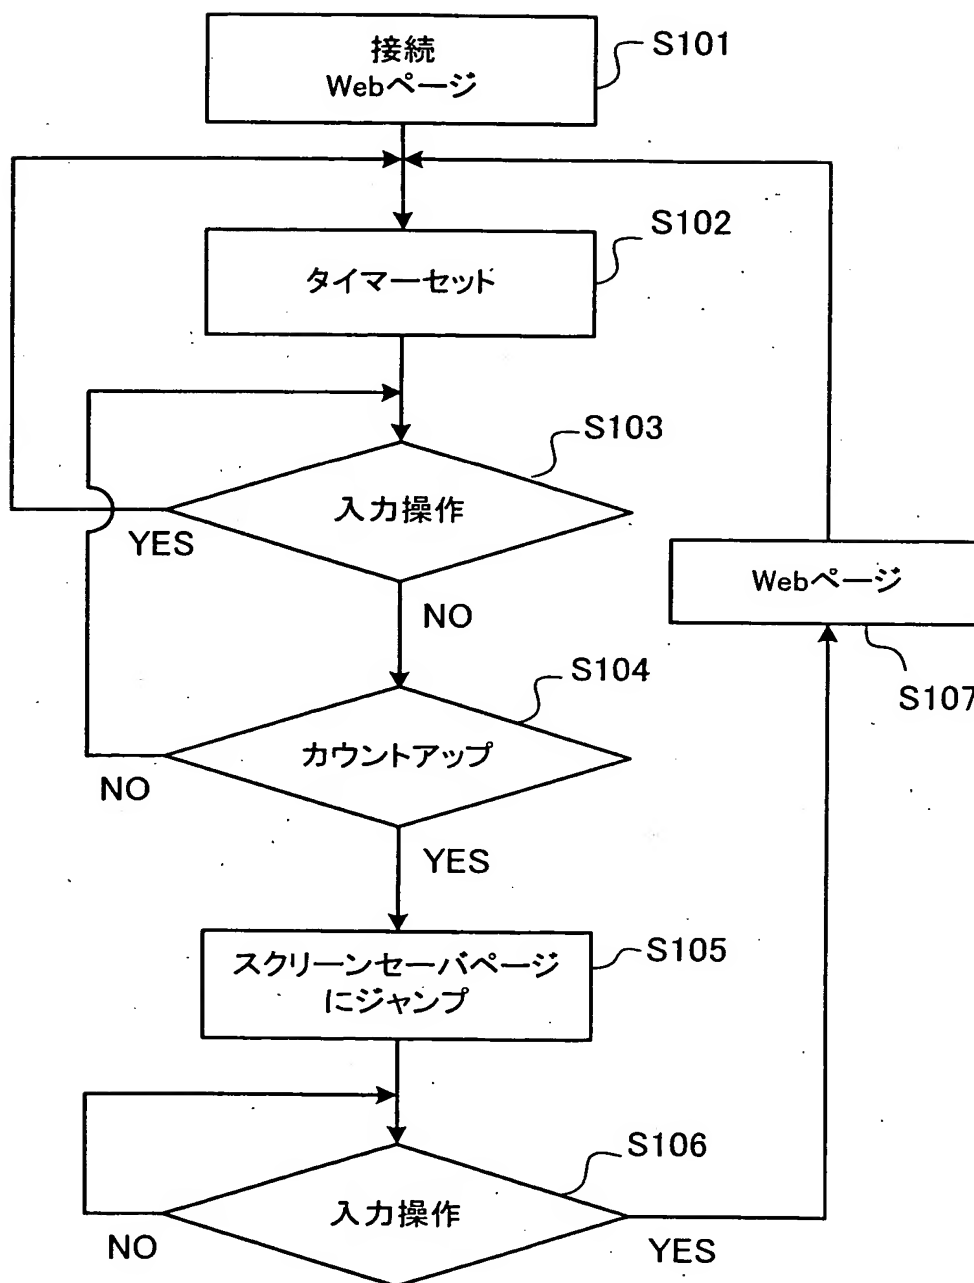 接続
Webページ
S101
タイマーセット
S102
入力操作
S103
YES
NO
Webページ
S107
カウントアップ
S104
NO
YES
スクリーンセーバページ
にジャンプ
S105
入力操作
S106
NO
YES